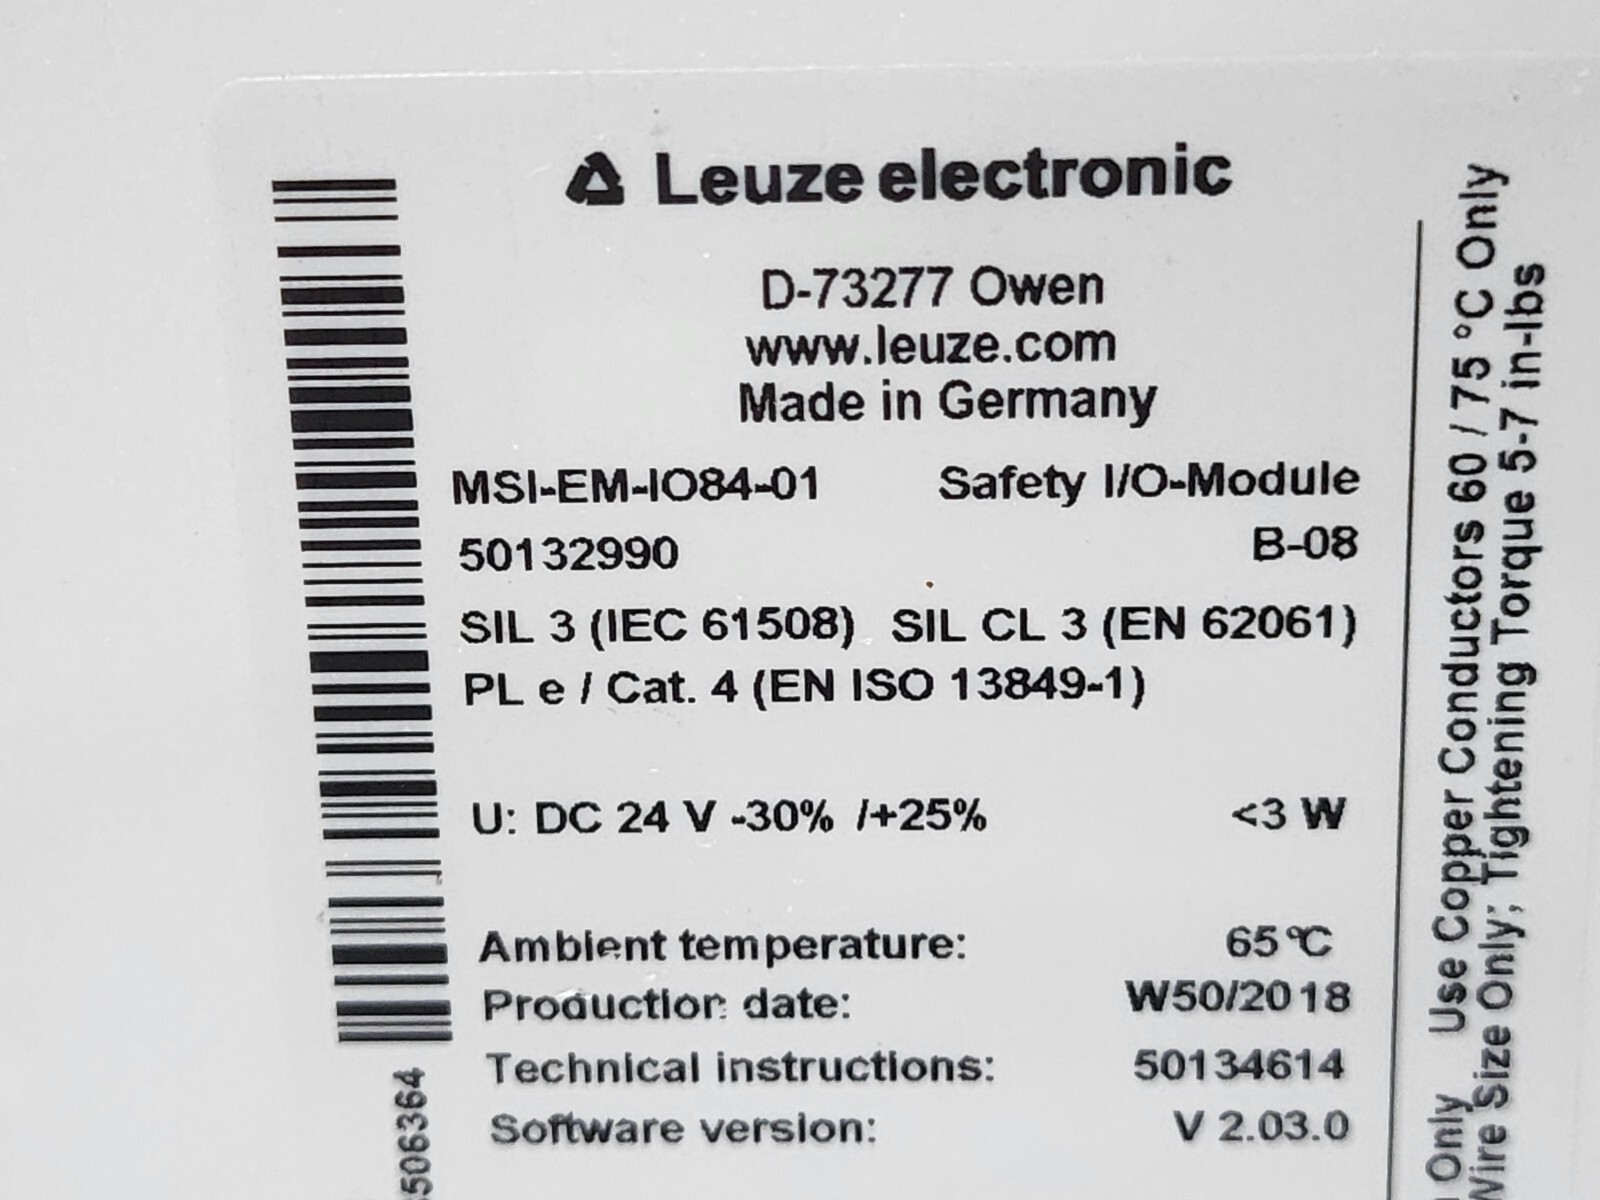 Leuze electronic
D-73277 Owen
www.leuze.com
Made in Germany
MSI-EM-IO84-01 Safety I/O-Module
50132990 B-08
SIL 3 (IEC 61508) SIL CL 3 (EN 62061)
PL e / Cat. 4 (EN ISO 13849-1)
U: DC 24 V -30% /+25% <3 W
Ambient temperature: 65°C
Production date: W50/2018
Technical instructions: 50134614
Software version: V 2.03.0
506364
Only Use Copper Conductors 60 / 75 °C Only
Wire Size Only; Tightening Torque 5-7 in-lbs